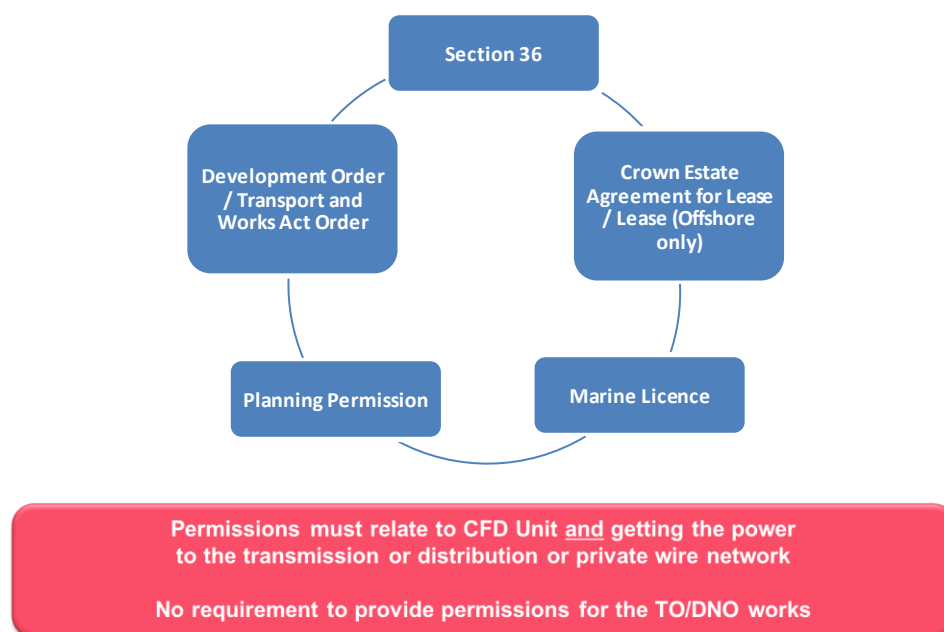 Section 36
Development Order
/ Transport and
Works Act Order
Crown Estate
Agreement for Lease
/ Lease (Offshore
only)
Planning Permission
Marine Licence
Permissions must relate to CFD Unit and getting the power
to the transmission or distribution or private wire network
No requirement to provide permissions for the TO/DNO works